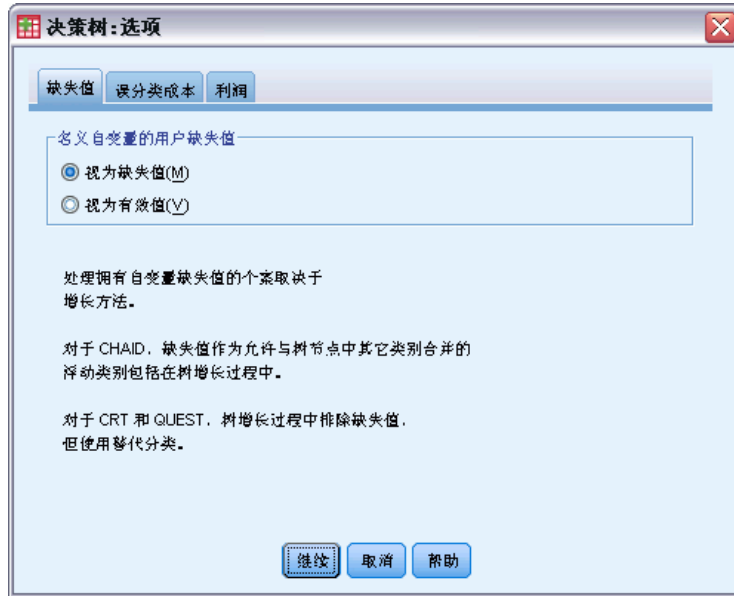 决策树:选项
缺失值 误分类成本 利润
名义自变量的用户缺失值
视为缺失值(M)
视为有效值(V)
处理拥有自变量缺失值的个案取决于
增长方法。
对于 CHAID，缺失值作为允许与树节点中其它类别合并的
浮动类别包括在树增长过程中。
对于 CRT 和 QUEST，树增长过程中排除缺失值，
但使用替代分类。
继续 取消 帮助